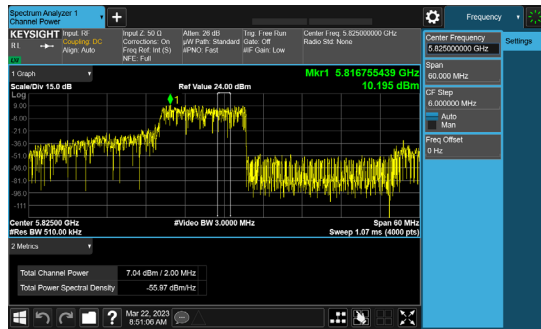 Spectrum Analyzer 1
Channel Power
Frequency
KEYSIGHT
Input: RF
Coupling: DC
Align: Auto
Input Z: 50 Ω
Corrections: On
Freq Ref: Int (S)
NFE: Full
Atten: 26 dB
µW Path: Standard
#PNO: Fast
Trig: Free Run
Gate: Off
#IF Gain: Low
Center Freq: 5.825000000 GHz
Radio Std: None
Center Frequency
5.825000000 GHz
Settings
Span
60.000 MHz
CF Step
6.000000 MHz
Auto
Man
Freq Offset
0 Hz
1 Graph
Mkr1 5.816755439 GHz
Scale/Div 15.0 dB
Ref Value 24.00 dBm
10.195 dBm
Log
1
9.00
-6.00
-21.0
-36.0
-51.0
-66.0
-81.0
-96.0
-111
Center 5.82500 GHz
#Video BW 3.0000 MHz
Span 60 MHz
#Res BW 510.00 kHz
Sweep 1.07 ms (4000 pts)
2 Metrics
Total Channel Power
7.04 dBm / 2.00 MHz
Total Power Spectral Density
-55.97 dBm/Hz
?
Mar 22, 2023
8:51:06 AM